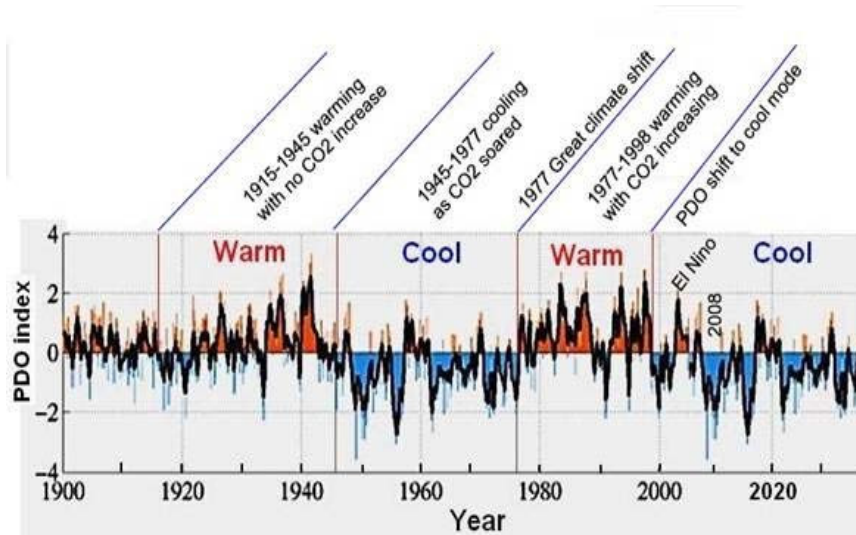 1915-1945 warming
with no CO2 increase
1945-1977 cooling
as CO2 soared
1977 Great climate shift
1977-1998 warming
with CO2 increasing
PDO shift to cool mode
Warm
Cool
Warm
Cool
El Nino
2008
PDO index
4
2
0
-2
-4
1900
1920
1940
1960
1980
2000
2020
Year